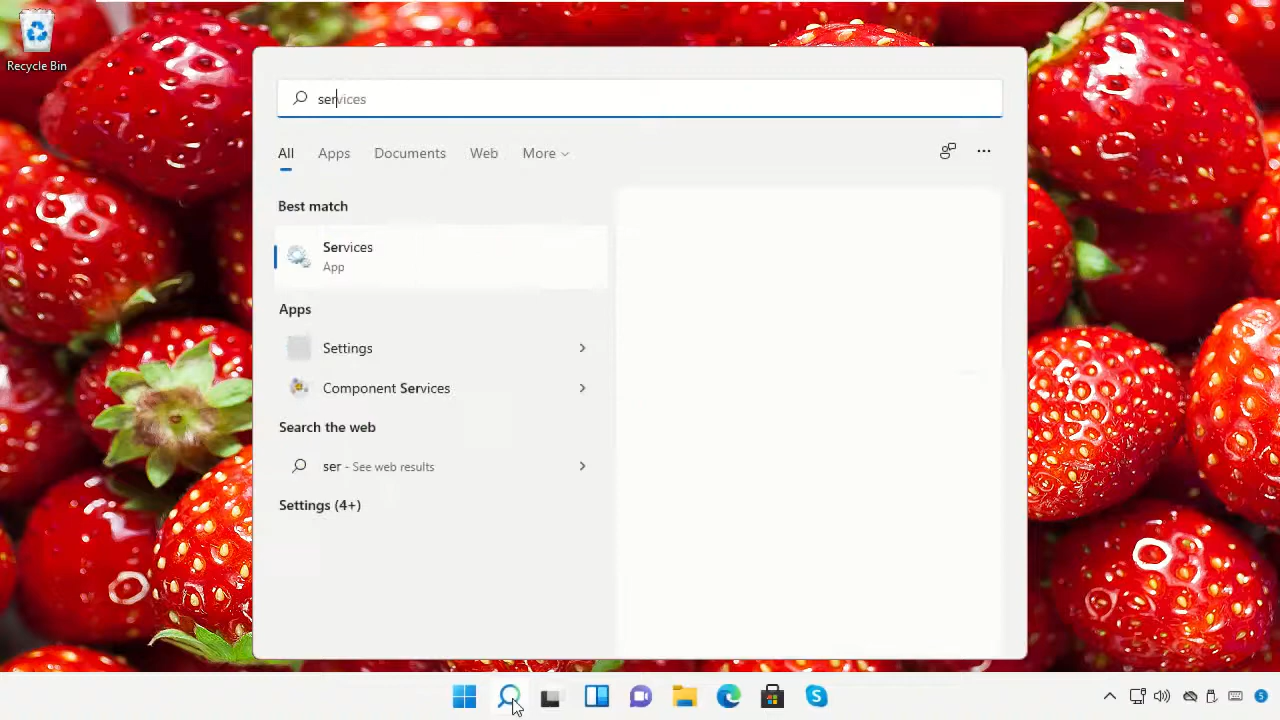 Recycle Bin
services
All Apps Documents Web More
Best match
Services
App
Apps
Settings
Component Services
Search the web
ser - See web results
Settings (4+)
S
5